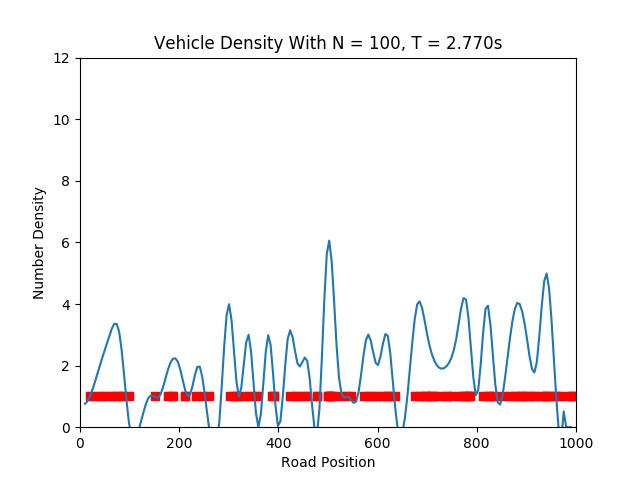 Vehicle Density With N = 100, T = 2.770s
12
10
8
6
4
2
0
Number Density
0 200 400 600 800 1000
Road Position